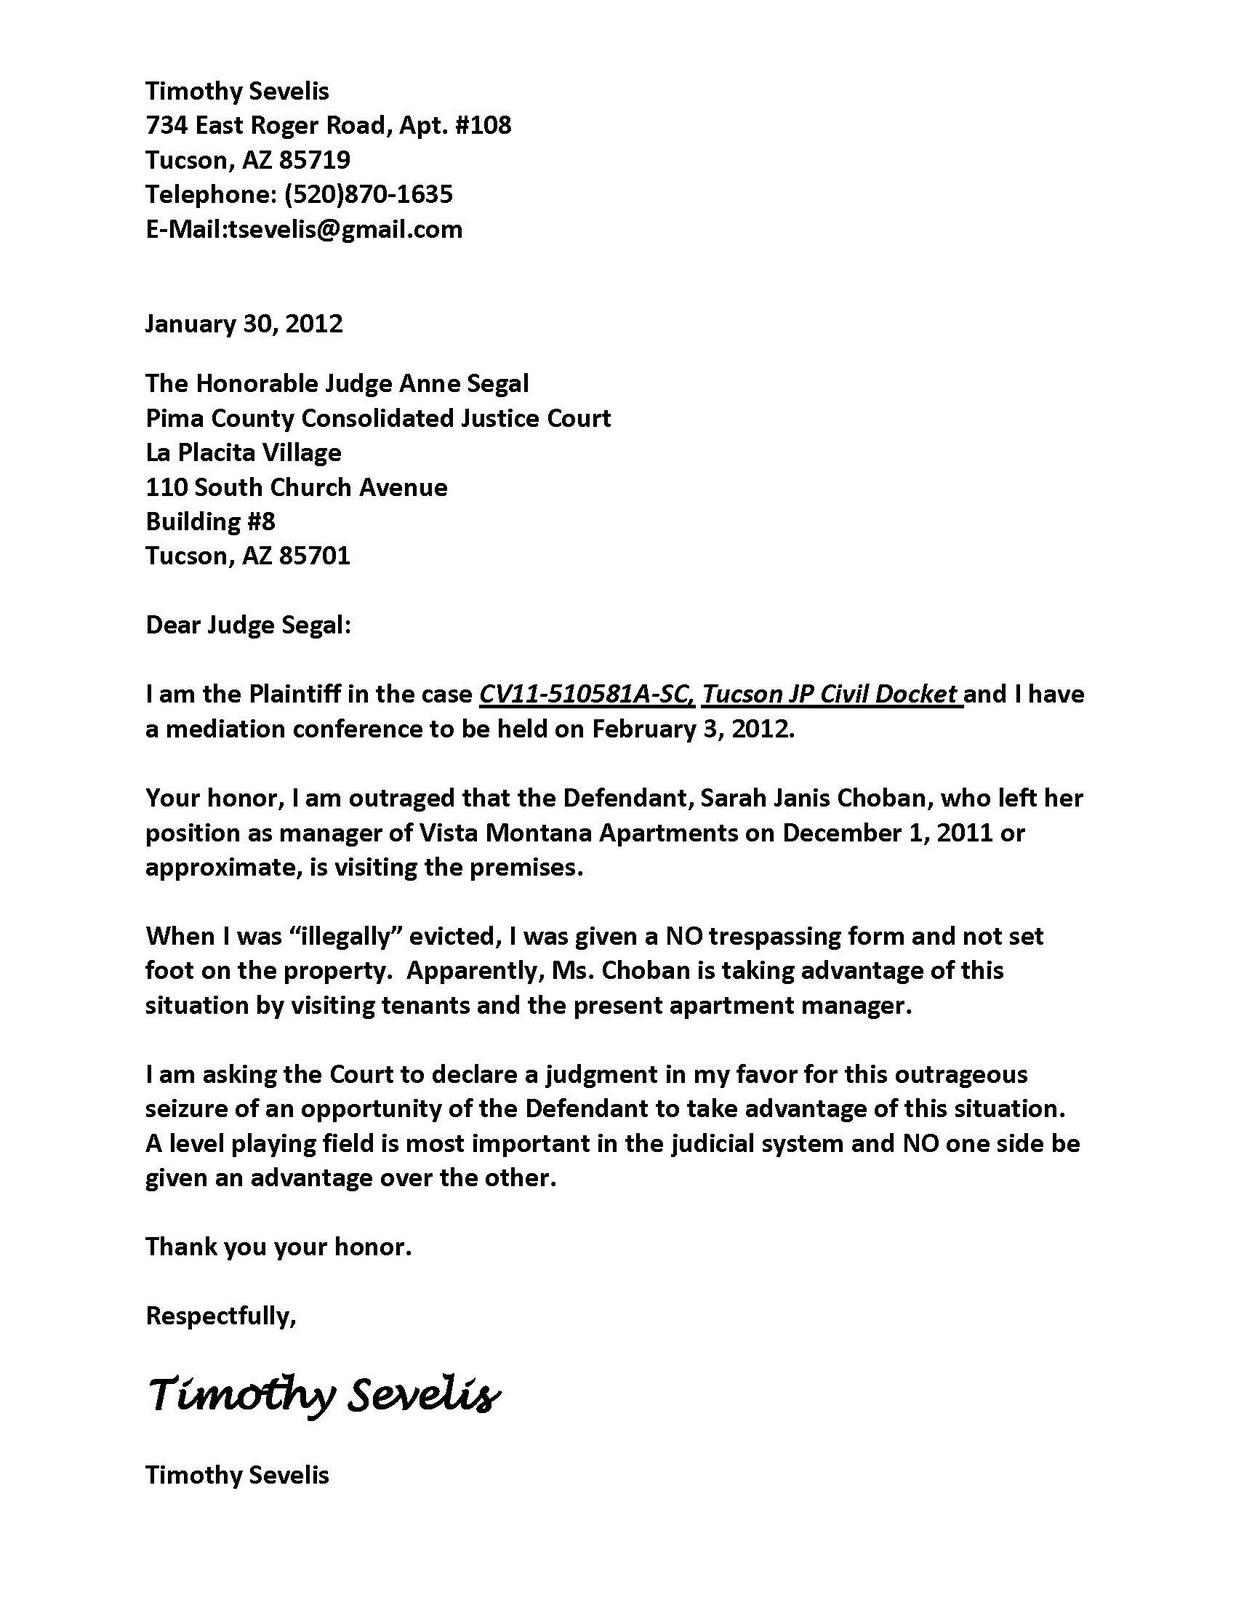 Timothy Sevelis
734 East Roger Road, Apt. #108
Tucson, AZ 85719
Telephone: (520)870-1635
E-Mail:tsevelis@gmail.com
January 30, 2012
The Honorable Judge Anne Segal
Pima County Consolidated Justice Court
La Placita Village
110 South Church Avenue
Building #8
Tucson, AZ 85701
Dear Judge Segal:
I am the Plaintiff in the case CV11-510581A-SC, Tucson JP Civil Docket and I have
a mediation conference to be held on February 3, 2012.
Your honor, I am outraged that the Defendant, Sarah Janis Choban, who left her
position as manager of Vista Montana Apartments on December 1, 2011 or
approximate, is visiting the premises.
When I was “illegally” evicted, I was given a NO trespassing form and not set
foot on the property.  Apparently, Ms. Choban is taking advantage of this
situation by visiting tenants and the present apartment manager.
I am asking the Court to declare a judgment in my favor for this outrageous
seizure of an opportunity of the Defendant to take advantage of this situation.
A level playing field is most important in the judicial system and NO one side be
given an advantage over the other.
Thank you your honor.
Respectfully,
Timothy Sevelis
Timothy Sevelis